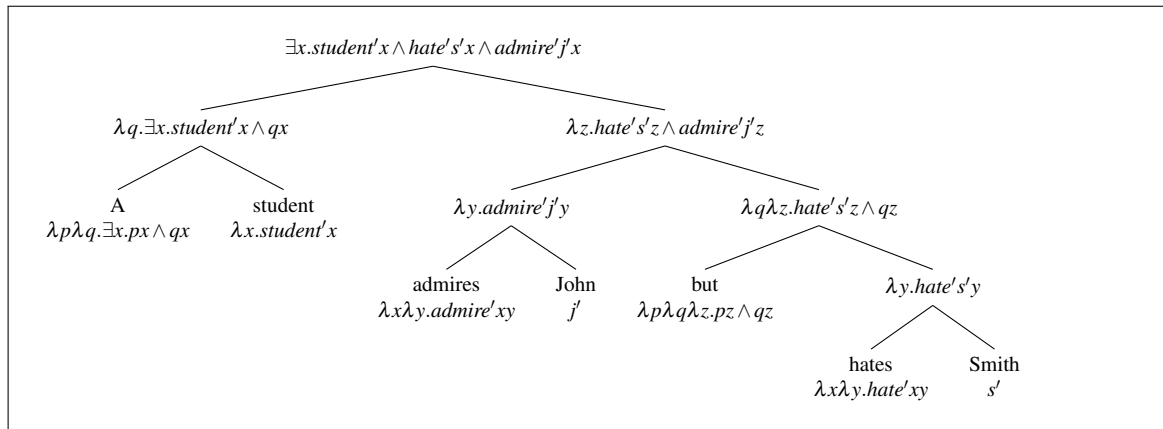 ∃x.student′x ∧ hate′s′x ∧ admire′j′x
λq.∃x.student′x ∧ qx λz.hate′s′z ∧ admire′j′z
A student λy.admire′j′y λqλz.hate′s′z ∧ qz
λpλq.∃x.px ∧ qx λx.student′x
admires John but λy.hate′s′y
λxλy.admire′xy j′ λpλqλz.pz ∧ qz
hates Smith
λxλy.hate′xy s′